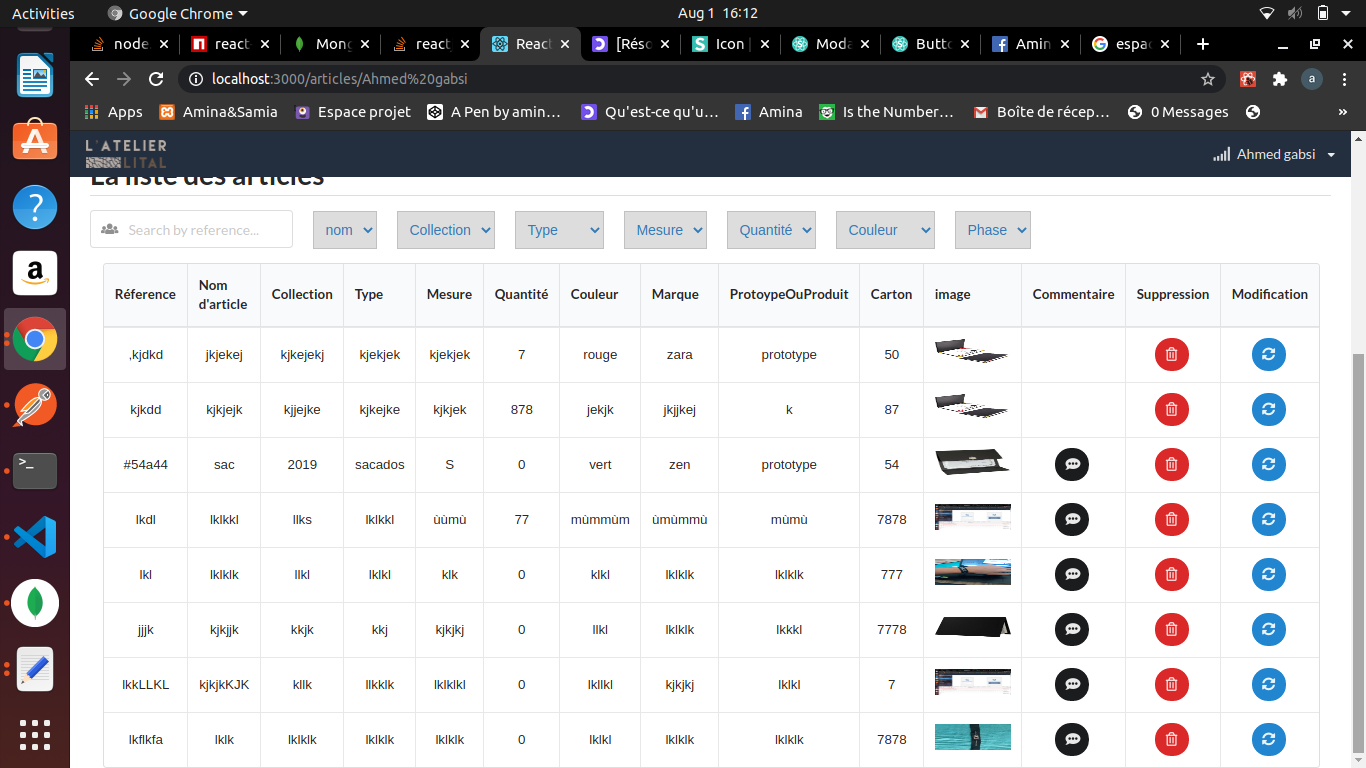 Activities Google Chrome Aug 1 16:12
node. react Mong react React [Réso Icon | Moda Butto Amin espac
localhost:3000/articles/Ahmed%20gabsi a
Apps Amina&Samia Espace projet A Pen by amin… Qu'est-ce qu'u… Amina Is the Number… Boîte de récep… 0 Messages »
L'ATELIER
Ahmed gabsi
La liste des articles
Search by reference... nom Collection Type Mesure Quantité Couleur Phase
Réference Nom d'article Collection Type Mesure Quantité Couleur Marque ProtoypeOuProduit Carton image Commentaire Suppression Modification
,kjdkd jkjekej kjkejekj kjekjek kjekjek 7 rouge zara prototype 50
kjkdd kjkjejk kjjejke kjkejke kjkjek 878 jekjk jkjjkej k 87
#54a44 sac 2019 sacados S 0 vert zen prototype 54
lkdl lklkkl llks lklkkl ùùmù 77 mùmmùm ùmùmmù mùmù 7878
lkl lklklk llkl lklkl klk 0 klkl lklklk lklklk 777
jjjk kjkjjk kkjk kkj kjkjkj 0 llkl lklklk lkkkl 7778
lkkLLKL kjkjkKJK kllk llkklk lklklkl 0 lkllkl kjkjkj lklkl 7
lkflkfa lklk lklklk lklklk lklklk 0 lklkl lklklk lklklk 7878